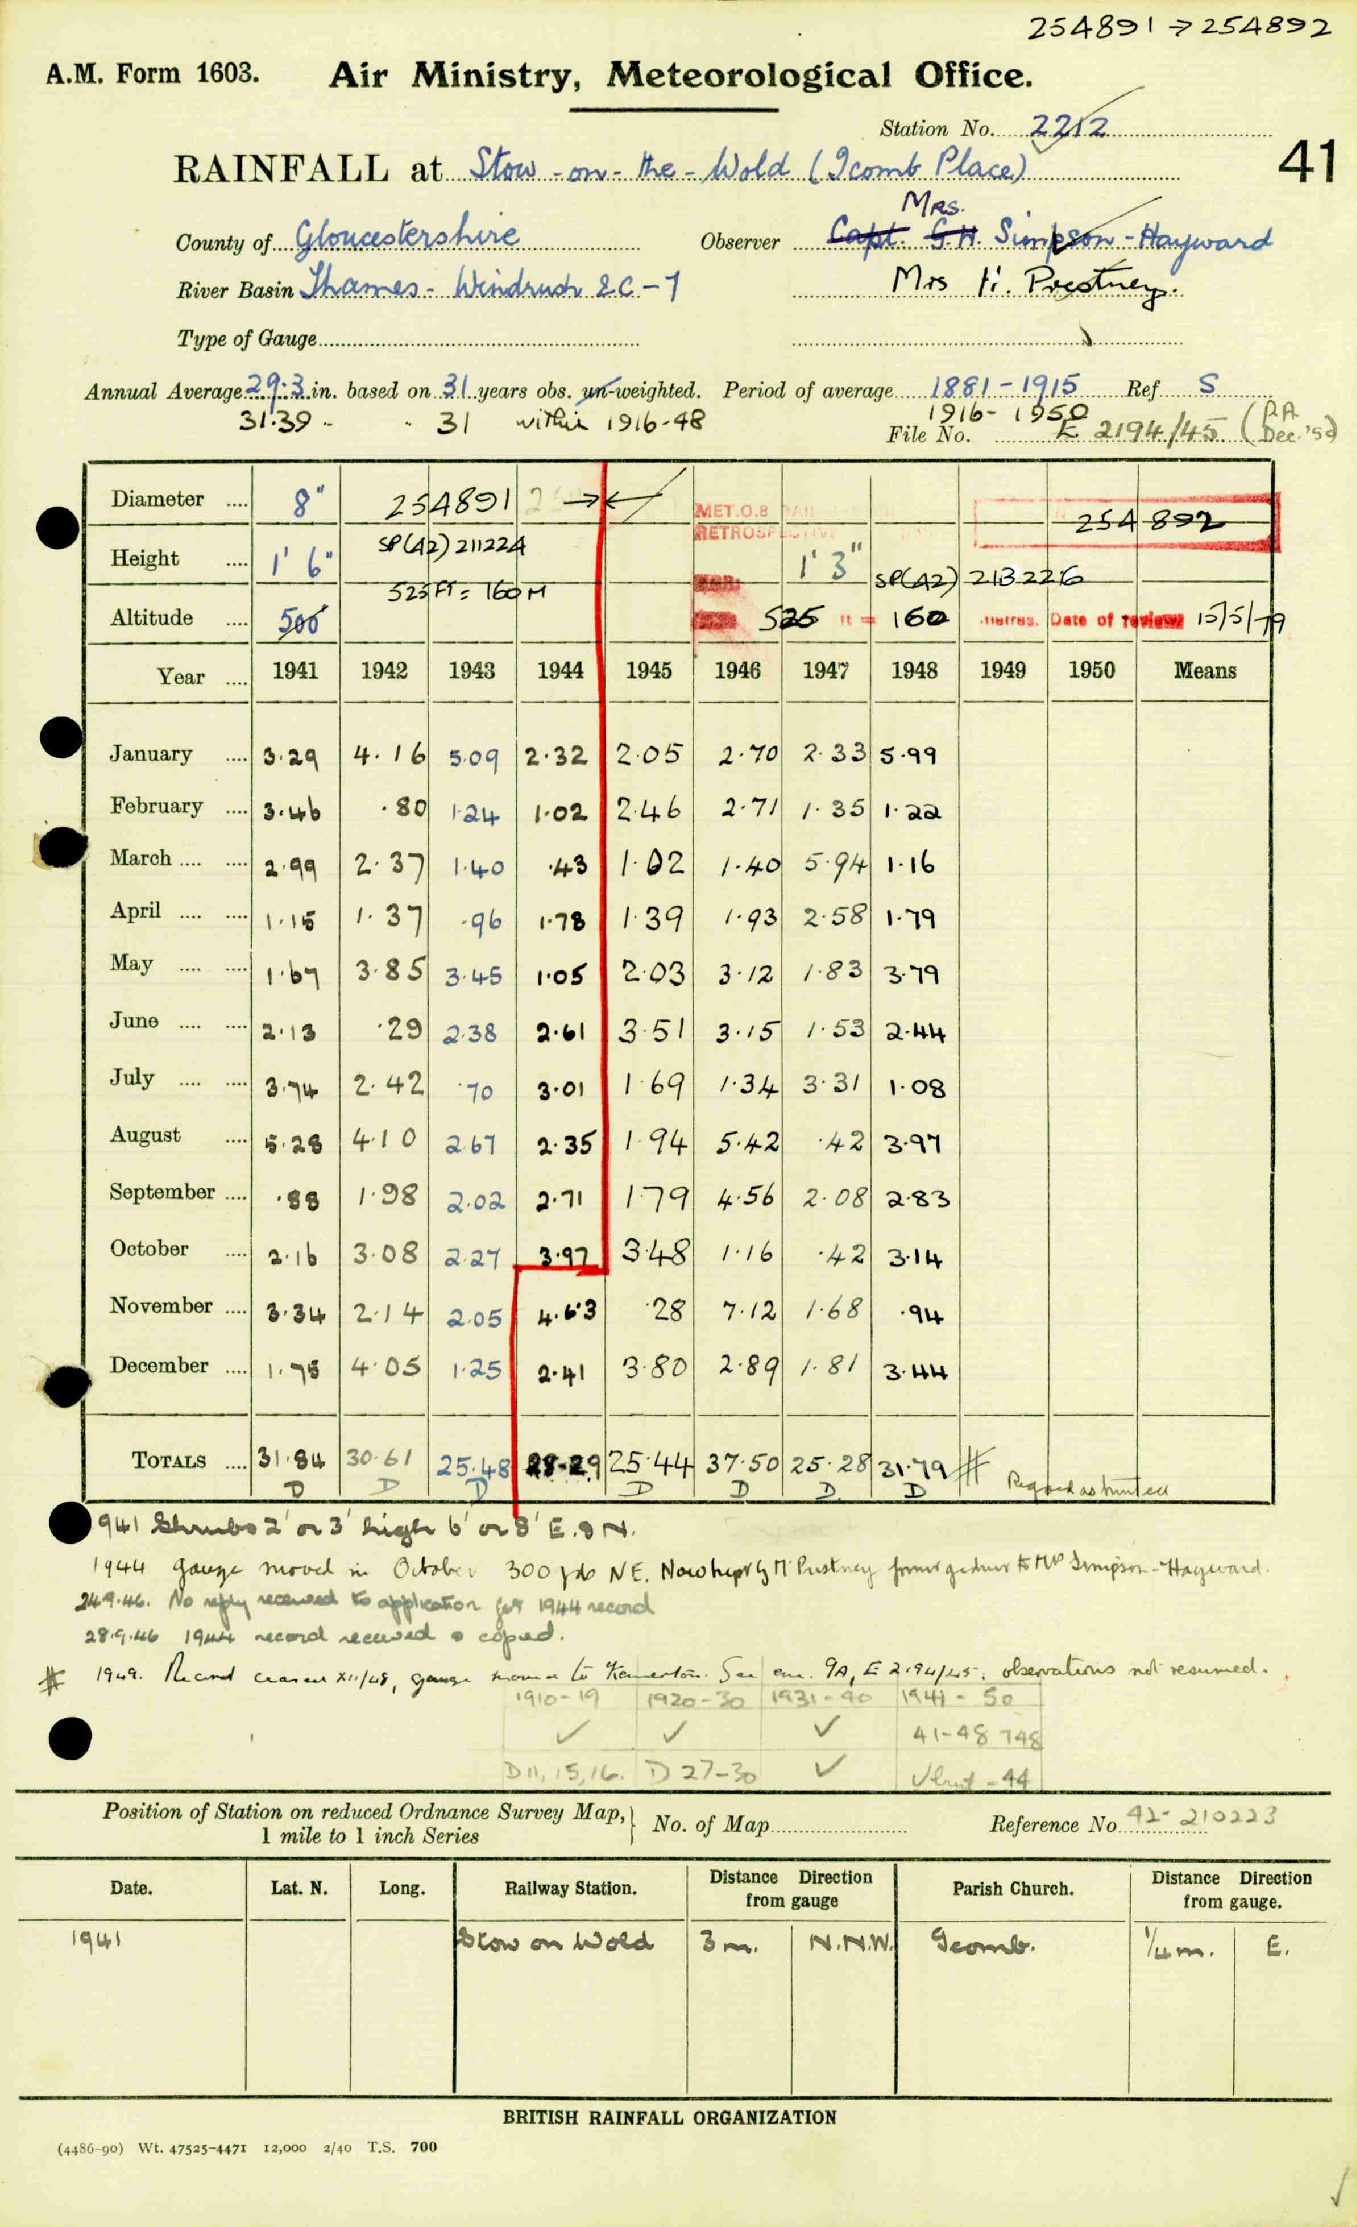 254891 → 254892
A.M. Form 1603. Air Ministry, Meteorological Office.
Station No. 2212
41
RAINFALL at Stow-on-the-Wold (Icomb Place)
Mrs.
County of Gloucestershire Observer Capt. G.H. Simpson-Hayward
River Basin Thames - Windrush &C-7 Mrs H. Prestney.
Type of Gauge
Annual Average 29.3 in. based on 31 years obs. un-weighted. Period of average 1881-1915 Ref S
31.39 - - 31 within 1916-48 1916-1950
File No. E 2194/45 (R.A. Dec. '52)
Diameter 8" 254891 → ← MET.O.8 254892
RETROSPECTIVE
Height 1' 6" SP(42)211224 1' 3" SP(42) 213226
525 FT = 160M
Altitude 500 525 ft = 160 metres. Date of review 15/5/79
Year 1941 1942 1943 1944 1945 1946 1947 1948 1949 1950 Means
January 3.29 4.16 5.09 2.32 2.05 2.70 2.33 5.99
February 3.46 .80 1.24 1.02 2.46 2.71 1.35 1.22
March 2.99 2.37 1.40 .43 1.02 1.40 5.94 1.16
April 1.15 1.37 .96 1.78 1.39 1.93 2.58 1.79
May 1.67 3.85 3.45 1.05 2.03 3.12 1.83 3.79
June 2.13 .29 2.38 2.61 3.51 3.15 1.53 2.44
July 3.74 2.42 .70 3.01 1.69 1.34 3.31 1.08
August 5.28 4.10 2.67 2.35 1.94 5.42 .42 3.97
September .88 1.98 2.02 2.71 1.79 4.56 2.08 2.83
October 2.16 3.08 2.27 3.97 3.48 1.16 .42 3.14
November 3.34 2.14 2.05 4.63 .28 7.12 1.68 .94
December 1.75 4.05 1.25 2.41 3.80 2.89 1.81 3.44
TOTALS 31.84 30.61 25.48 28.29 25.44 37.50 25.28 31.79 #
D D D D D D D Regard as printed
941 Shrubs 2' or 3' high 6' or 8' E. & N.
1944 gauge moved in October 300 yds NE. Now kept by Mr Prestney former gardener to Mrs Simpson-Hayward.
24.9.46. No reply received to application for 1944 record
28.9.46 1944 record received & copied.
# 1949. Record ceased XII/48, gauge moved to Kemerton. See 9A, E 2194/45. observations not resumed.
1910-19 1920-30 1931-40 1941-50
✓ ✓ ✓ 41-48 748
D 11, 15, 16. D 27-30 ✓ ✓ but -44
Position of Station on reduced Ordnance Survey Map, 1 mile to 1 inch Series } No. of Map Reference No 42-210223
Date. Lat. N. Long. Railway Station. Distance from gauge Direction Parish Church. Distance Direction from gauge.
1941 Stow on Wold 3 m. N.N.W. Icomb. 1/4 m. E.
BRITISH RAINFALL ORGANIZATION
(4486-90) Wt. 47525-4471 12,000 2/40 T.S. 700